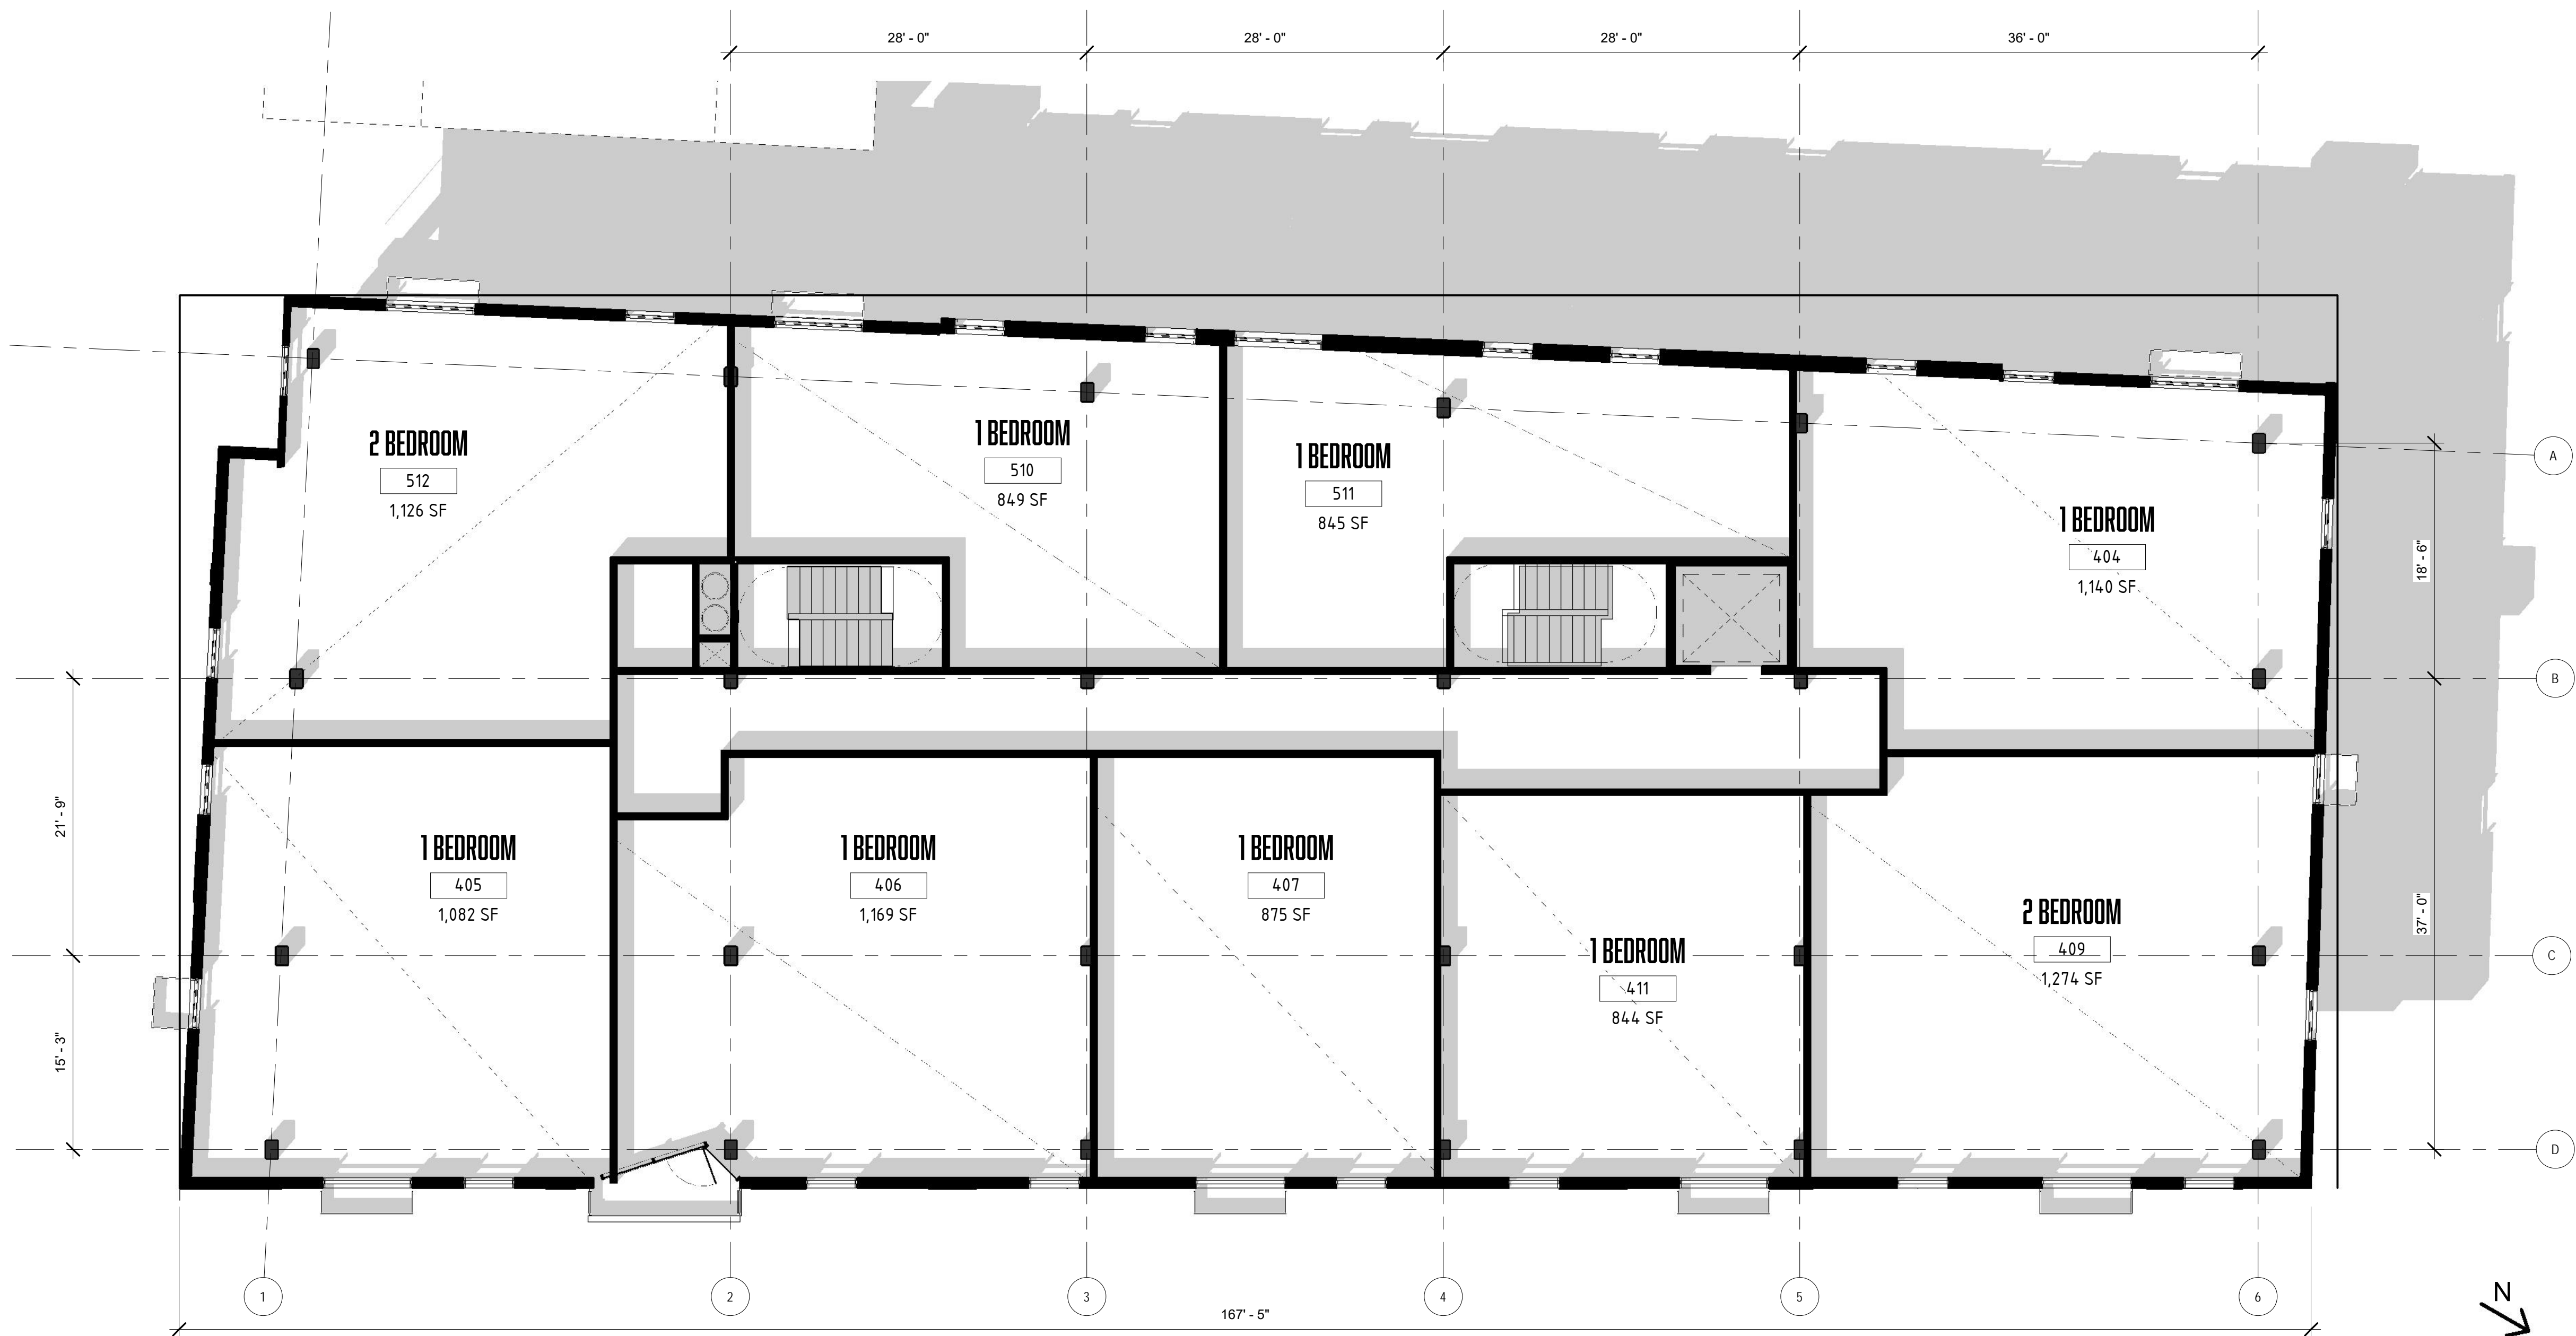 28' - 0"
28' - 0"
28' - 0"
36' - 0"
2 BEDROOM
512
1,126 SF
1 BEDROOM
510
849 SF
1 BEDROOM
511
845 SF
1 BEDROOM
404
1,140 SF
A
18' - 6"
B
21' - 9"
1 BEDROOM
405
1,082 SF
1 BEDROOM
406
1,169 SF
1 BEDROOM
407
875 SF
1 BEDROOM
411
844 SF
2 BEDROOM
409
1,274 SF
37' - 0"
C
15' - 3"
D
1
2
3
4
5
6
N
167' - 5"